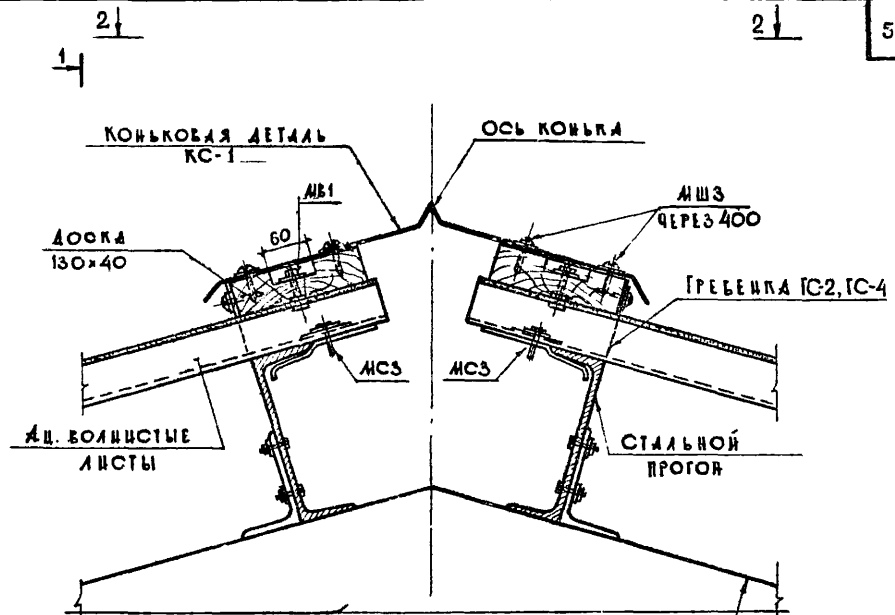 2 2 5
1
КОНЬКОВАЯ ДЕТАЛЬ
КС-1
ОСЬ КОНЬКА
МВ1
МШ3
ЧЕРЕЗ 400
60
ДОСКА
130×40
ГРЕБЕНКА ГС-2, ГС-4
МС3 МС3
АЦ. ВОЛНИСТЫЕ
ЛИСТЫ
СТАЛЬНОЙ
ПРОГОН